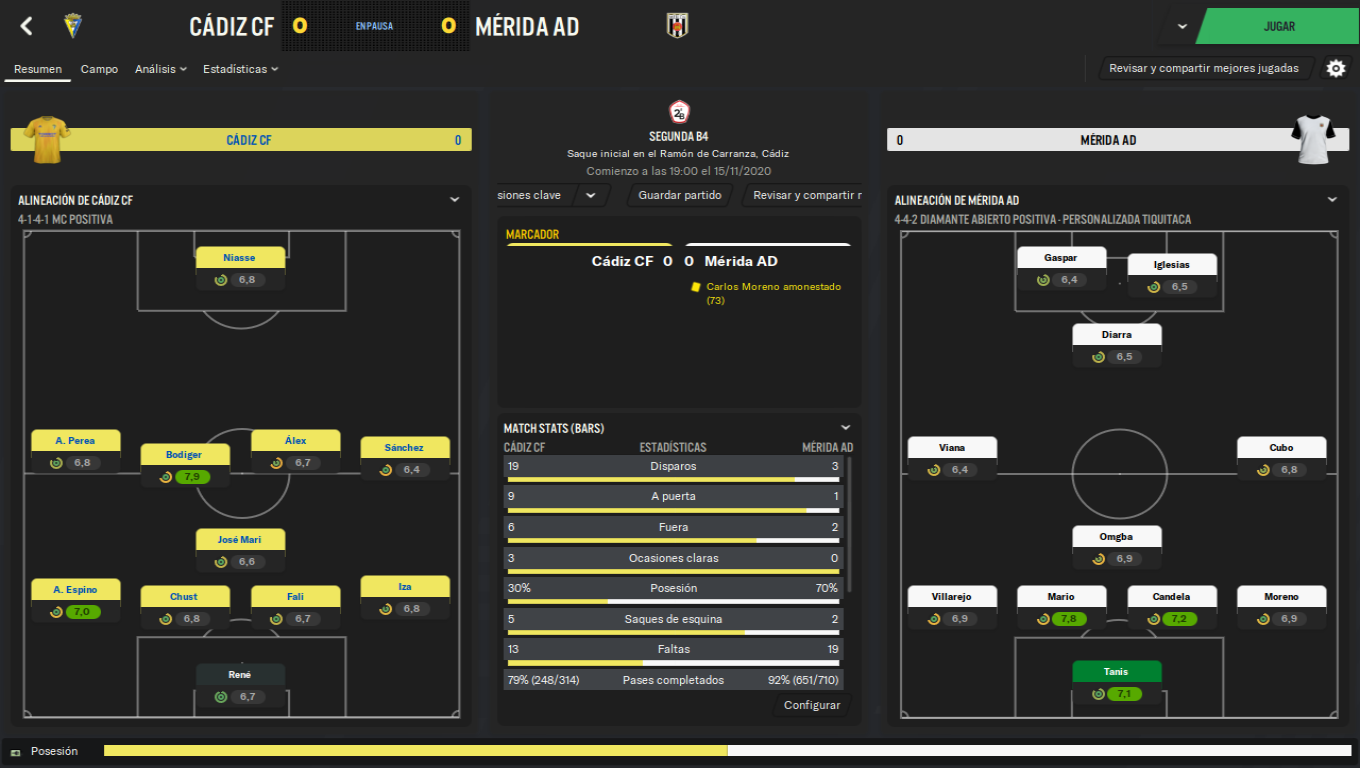 CÁDIZ CF 0 EN PAUSA 0 MÉRIDA AD
JUGAR
Resumen Campo Análisis Estadísticas
Revisar y compartir mejores jugadas
CÁDIZ CF 0
ALINEACIÓN DE CÁDIZ CF
4-1-4-1 MC POSITIVA
Niasse
6,8
A. Perea
6,8
Bodiger
7,9
Álex
6,7
Sánchez
6,4
José Mari
6,6
A. Espino
7,0
Chust
6,8
Fali
6,7
Iza
6,8
René
6,7
2ªB
SEGUNDA B4
Saque inicial en el Ramón de Carranza, Cádiz
Comienzo a las 19:00 el 15/11/2020
siones clave Guardar partido Revisar y compartir r
MARCADOR
Cádiz CF 0 0 Mérida AD
Carlos Moreno amonestado
(73)
MATCH STATS (BARS)
CÁDIZ CF ESTADÍSTICAS MÉRIDA AD
19 Disparos 3
9 A puerta 1
6 Fuera 2
3 Ocasiones claras 0
30% Posesión 70%
5 Saques de esquina 2
13 Faltas 19
79% (248/314) Pases completados 92% (651/710)
Configurar
0 MÉRIDA AD
ALINEACIÓN DE MÉRIDA AD
4-4-2 DIAMANTE ABIERTO POSITIVA - PERSONALIZADA TIQUITACA
Gaspar
6,4
Iglesias
6,5
Diarra
6,5
Viana
6,4
Cubo
6,8
Omgba
6,9
Villarejo
6,9
Mario
7,8
Candela
7,2
Moreno
6,9
Tanis
7,1
Posesión